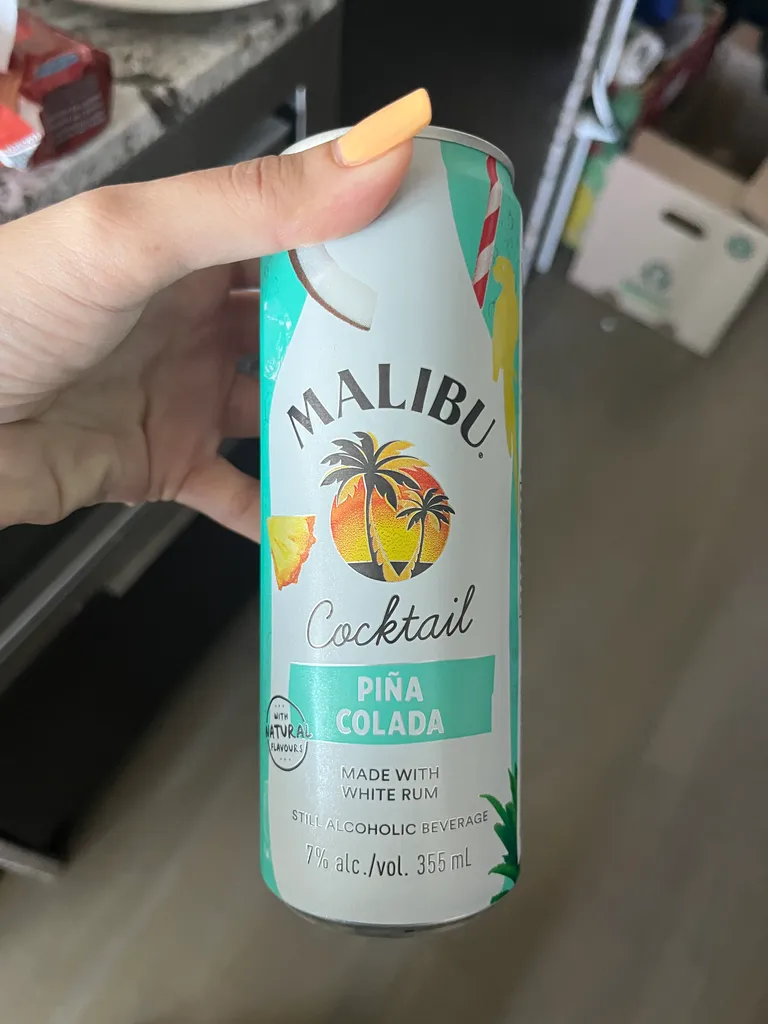 MALIBU
Cocktail
PIÑA
COLADA
WITH
NATURAL
FLAVOURS
MADE WITH
WHITE RUM
STILL ALCOHOLIC BEVERAGE
7% alc./vol. 355 mL